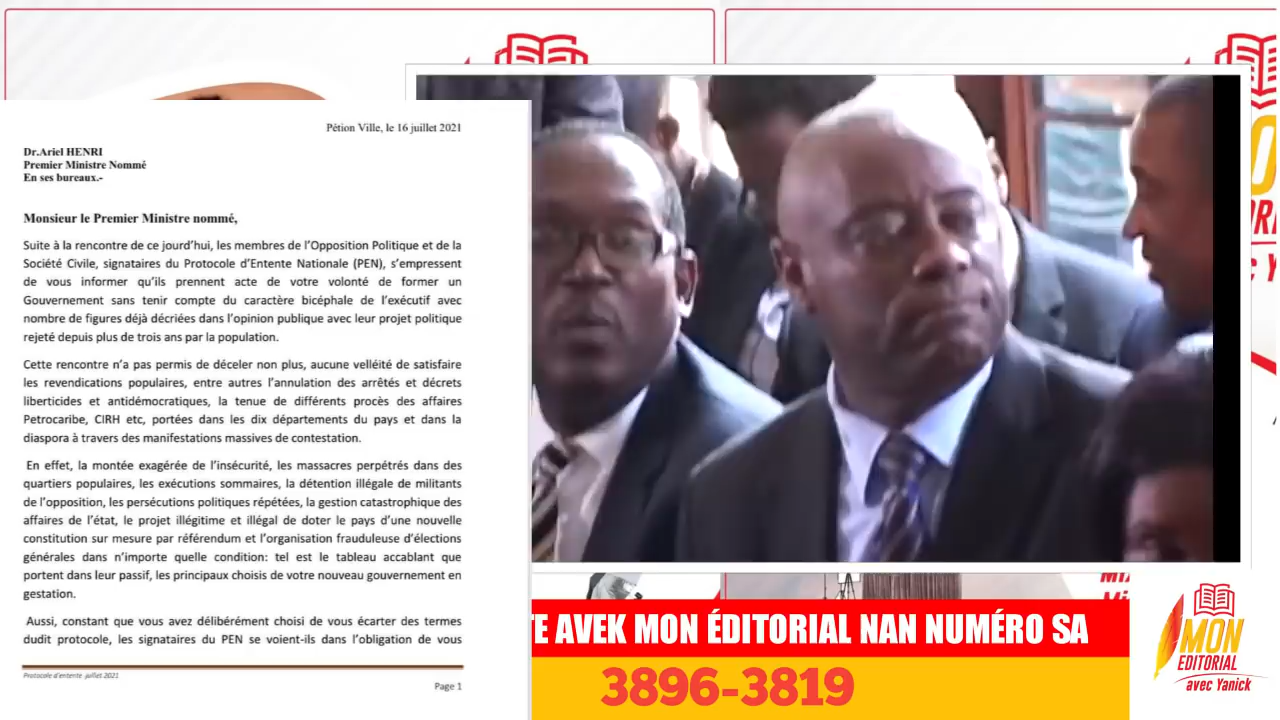 Pétion Ville, le 16 juillet 2021
Dr.Ariel HENRI
Premier Ministre Nommé
En ses bureaux.-
Monsieur le Premier Ministre nommé,
Suite à la rencontre de ce jourd’hui, les membres de l’Opposition Politique et de la
Société Civile, signataires du Protocole d’Entente Nationale (PEN), s’empressent
de vous informer qu’ils prennent acte de votre volonté de former un
Gouvernement sans tenir compte du caractère bicéphale de l’exécutif avec
nombre de figures déjà décriées dans l’opinion publique avec leur projet politique
rejeté depuis plus de trois ans par la population.
Cette rencontre n’a pas permis de déceler non plus, aucune velléité de satisfaire
les revendications populaires, entre autres l’annulation des arrêtés et décrets
liberticides et antidémocratiques, la tenue de différents procès des affaires
Petrocaribe, CIRH etc, portées dans les dix départements du pays et dans la
diaspora à travers des manifestations massives de contestation.
En effet, la montée exagérée de l’insécurité, les massacres perpétrés dans des
quartiers populaires, les exécutions sommaires, la détention illégale de militants
de l’opposition, les persécutions politiques répétées, la gestion catastrophique des
affaires de l’état, le projet illégitime et illégal de doter le pays d’une nouvelle
constitution sur mesure par référendum et l’organisation frauduleuse d’élections
générales dans n’importe quelle condition: tel est le tableau accablant que
portent dans leur passif, les principaux choisis de votre nouveau gouvernement en
gestation.
Aussi, constant que vous avez délibérément choisi de vous écarter des termes
dudit protocole, les signataires du PEN se voient-ils dans l’obligation de vous
Protocole d’entente juillet 2021
Page 1
TE AVEK MON ÉDITORIAL NAN NUMÉRO SA
3896-3819
MON
EDITORIAL
avec Yanick